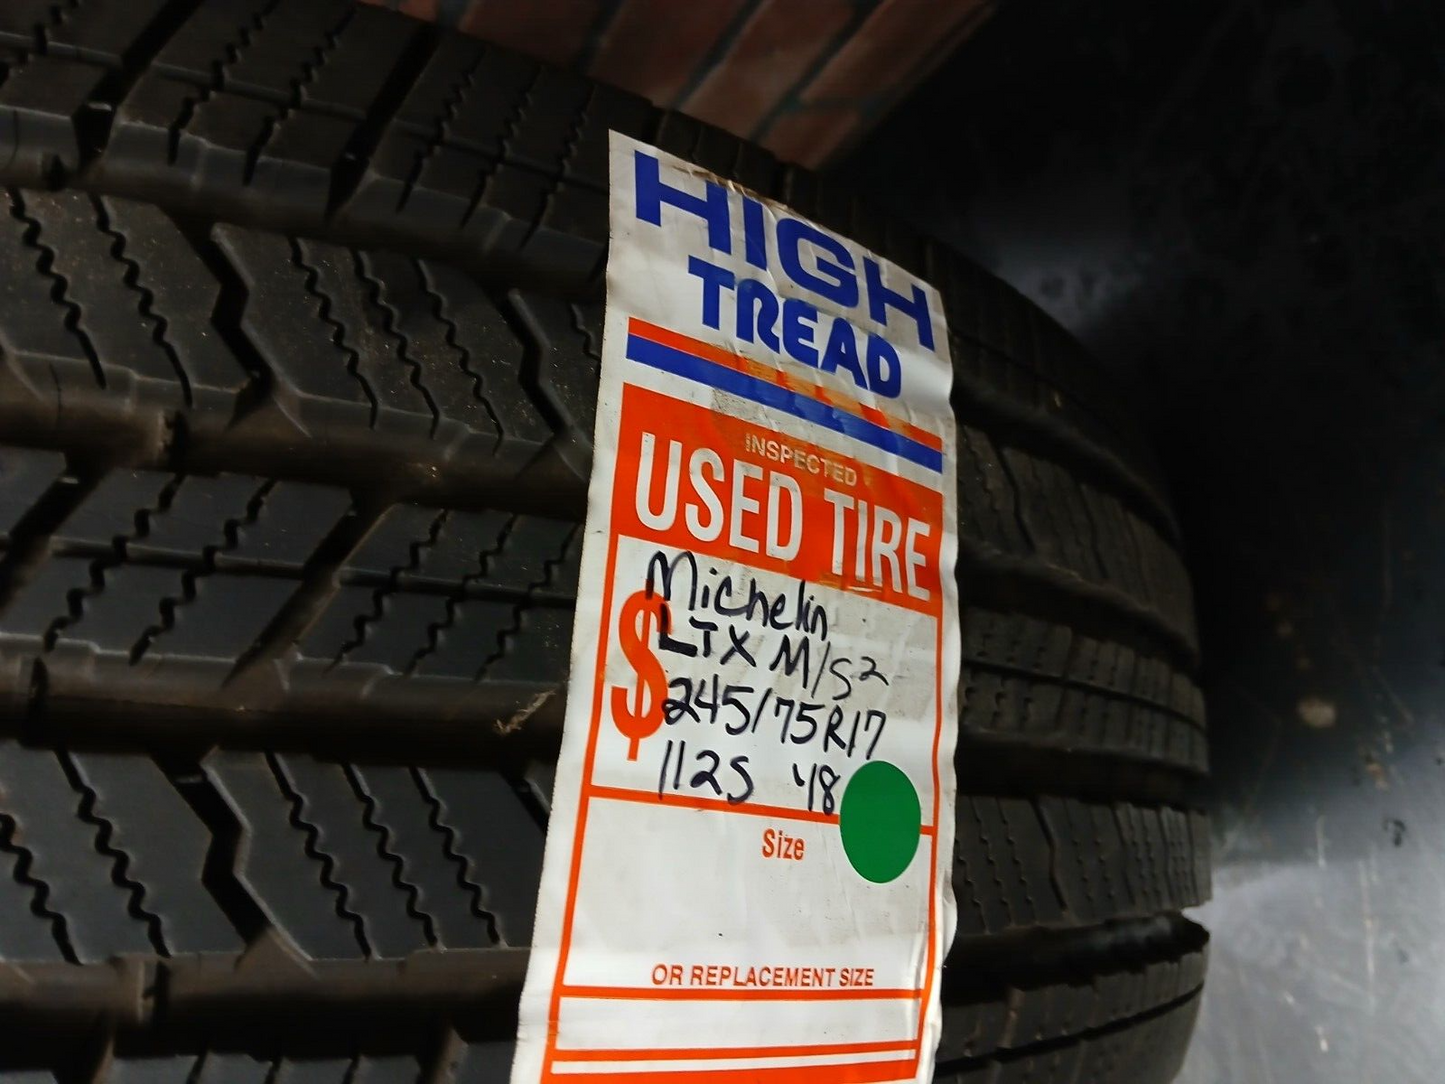 HIGH
TREAD
INSPECTED
USED TIRE
$
Michelin
LTX M/S2
245/75R17
112S '18
Size
OR REPLACEMENT SIZE